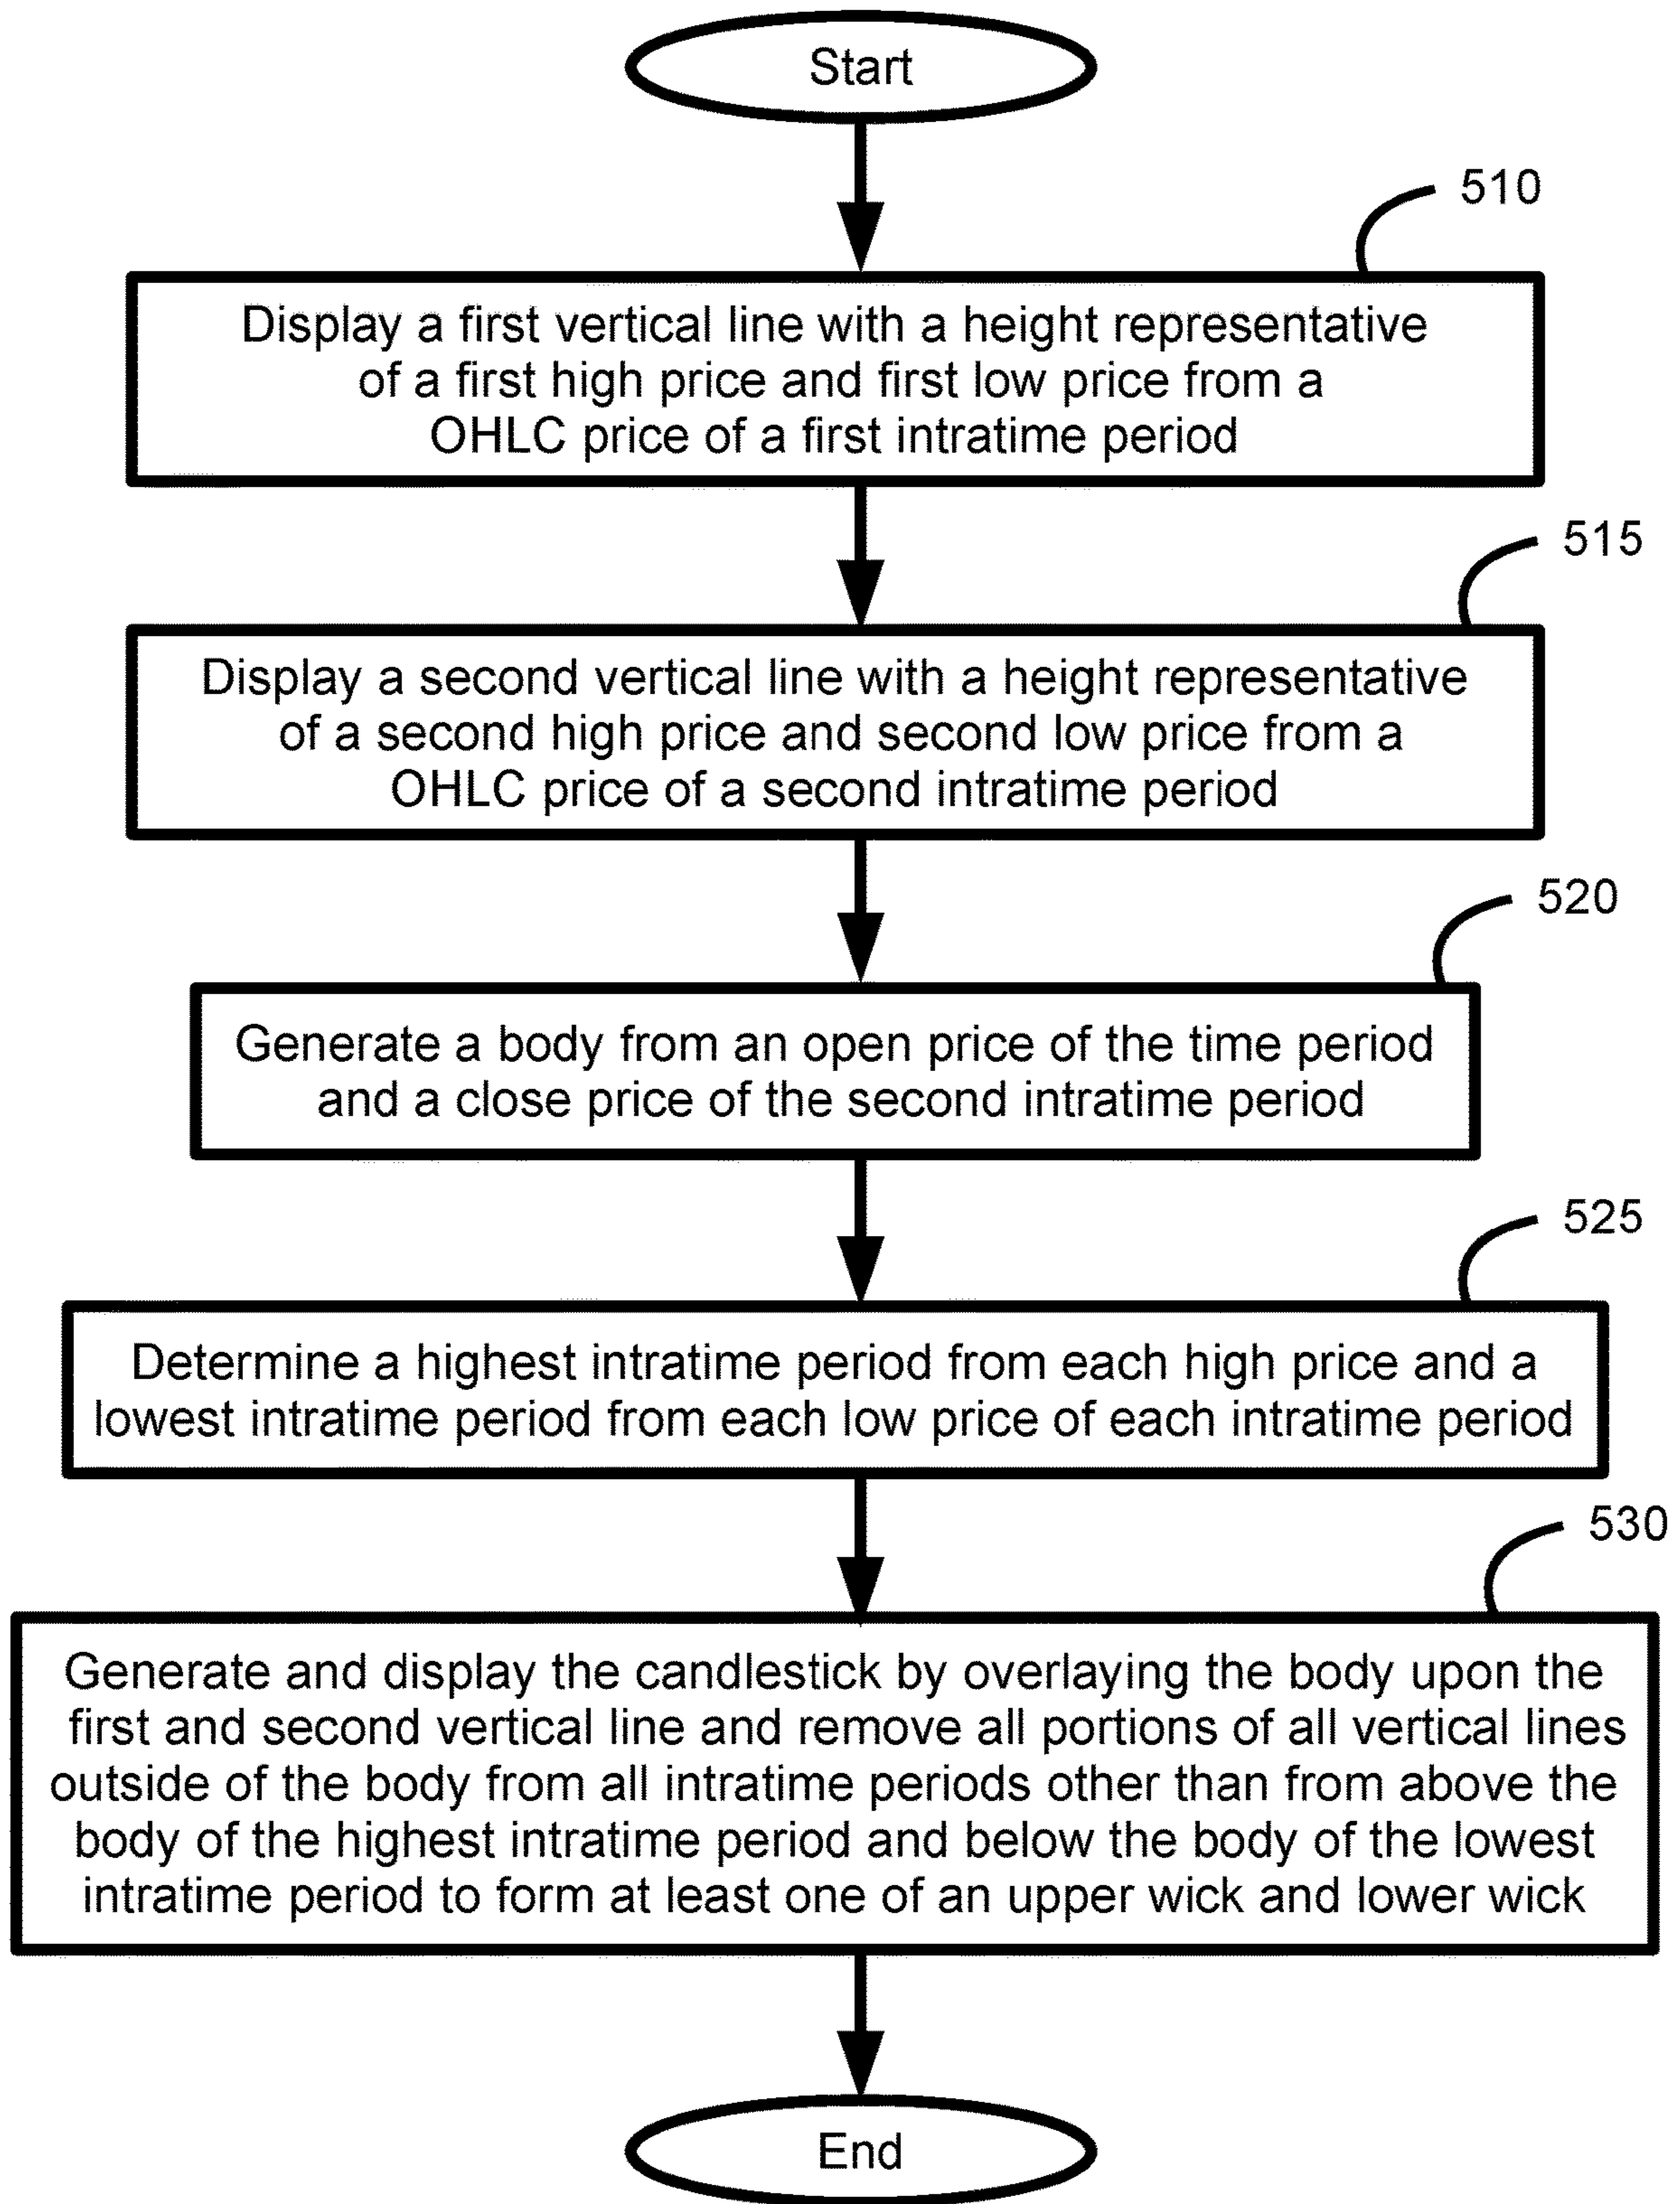 Start
510
Display a first vertical line with a height representative
of a first high price and first low price from a
OHLC price of a first intratime period
515
Display a second vertical line with a height representative
of a second high price and second low price from a
OHLC price of a second intratime period
520
Generate a body from an open price of the time period
and a close price of the second intratime period
525
Determine a highest intratime period from each high price and a
lowest intratime period from each low price of each intratime period
530
Generate and display the candlestick by overlaying the body upon the
first and second vertical line and remove all portions of all vertical lines
outside of the body from all intratime periods other than from above the
body of the highest intratime period and below the body of the lowest
intratime period to form at least one of an upper wick and lower wick
End